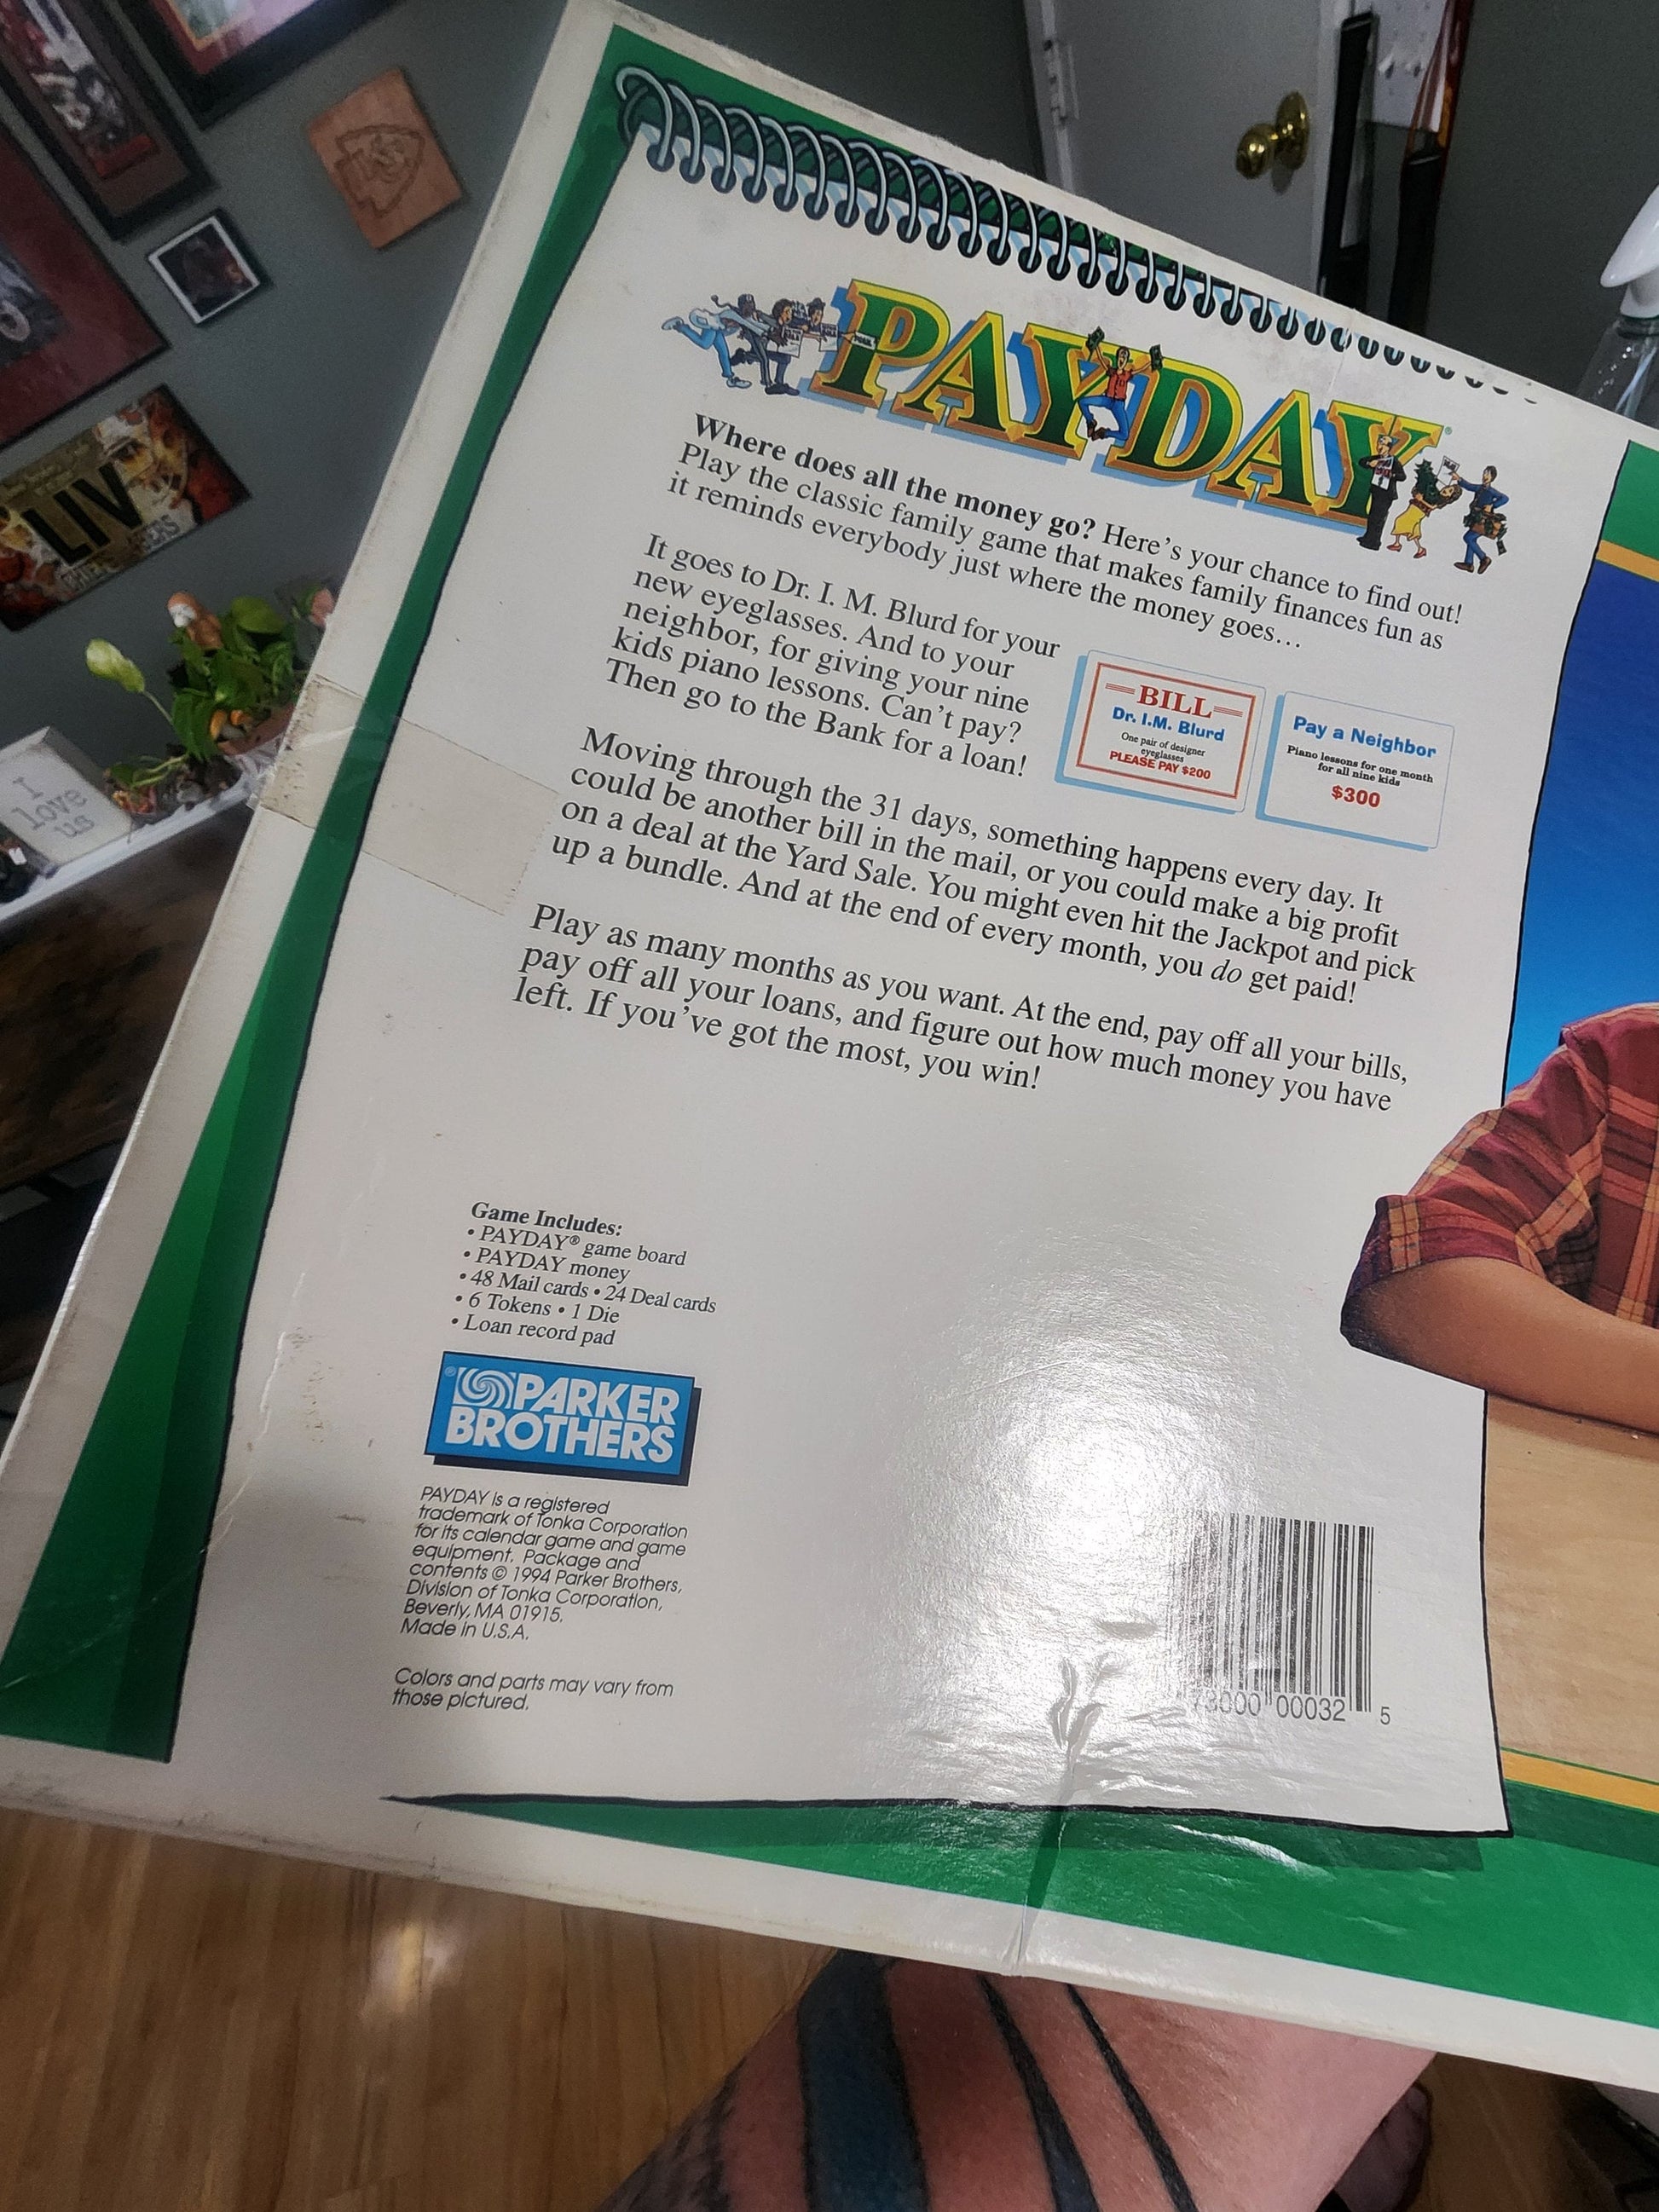 PAYDAY®
Where does all the money go? Here's your chance to find out!
Play the classic family game that makes family finances fun as
it reminds everybody just where the money goes...
It goes to Dr. I. M. Blurd for your
new eyeglasses. And to your
neighbor, for giving your nine
kids piano lessons. Can't pay?
Then go to the Bank for a loan!
BILL
Dr. I.M. Blurd
One pair of designer
eyeglasses
PLEASE PAY $200
Pay a Neighbor
Piano lessons for one month
for all nine kids
$300
Moving through the 31 days, something happens every day. It
could be another bill in the mail, or you could make a big profit
on a deal at the Yard Sale. You might even hit the Jackpot and pick
up a bundle. And at the end of every month, you do get paid!
Play as many months as you want. At the end, pay off all your bills,
pay off all your loans, and figure out how much money you have
left. If you've got the most, you win!
Game Includes:
• PAYDAY® game board
• PAYDAY money
• 48 Mail cards • 24 Deal cards
• 6 Tokens • 1 Die
• Loan record pad
® PARKER
BROTHERS
PAYDAY is a registered
trademark of Tonka Corporation
for its calendar game and game
equipment. Package and
contents © 1994 Parker Brothers,
Division of Tonka Corporation,
Beverly, MA 01915.
Made in U.S.A.
Colors and parts may vary from
those pictured.
73000 00032 5
KC
LIV
I
love
us